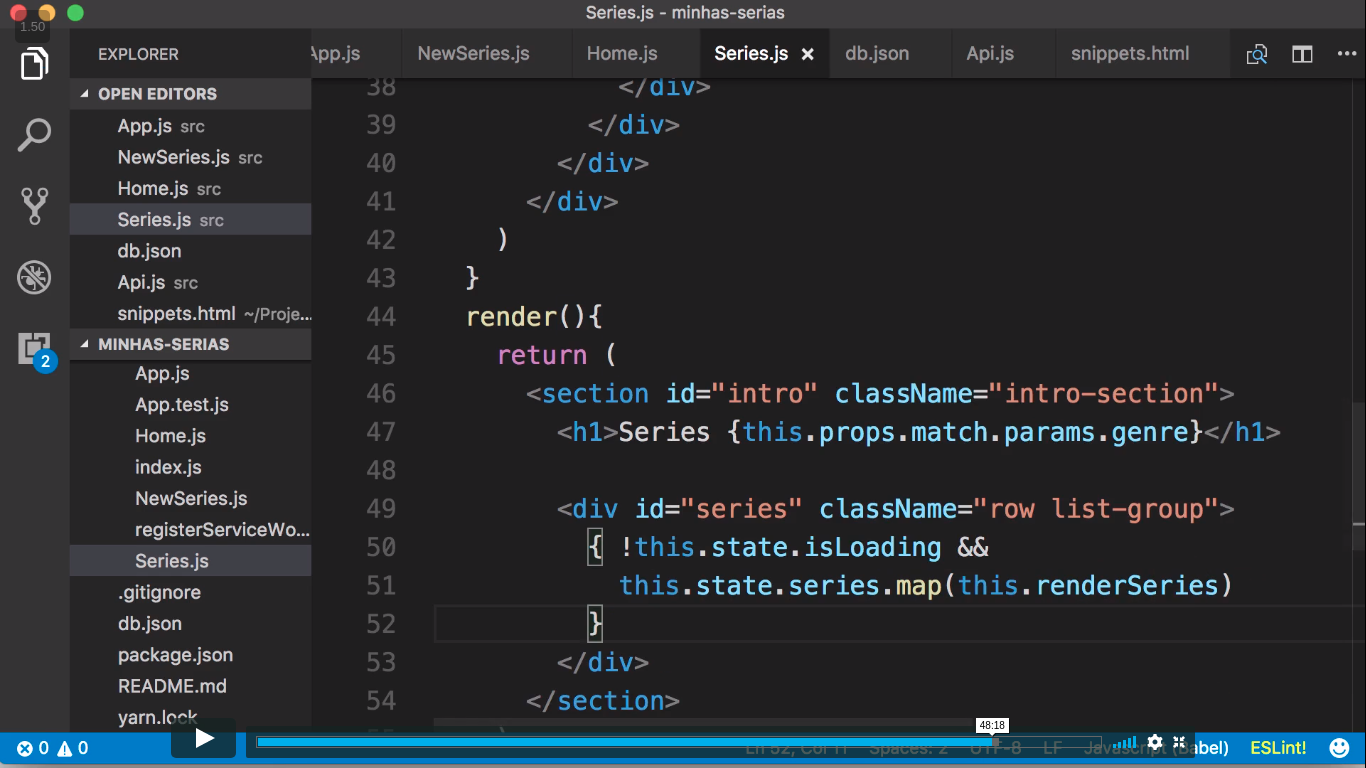 Series.js - minhas-serias
1.50
EXPLORER
App.js NewSeries.js Home.js Series.js × db.json Api.js snippets.html
OPEN EDITORS
App.js src
NewSeries.js src
Home.js src
Series.js src
db.json
Api.js src
snippets.html ~/Proje...
MINHAS-SERIAS
App.js
App.test.js
Home.js
index.js
NewSeries.js
registerServiceWo...
Series.js
.gitignore
db.json
package.json
README.md
yarn.lock
2
38 </div>
39 </div>
40 </div>
41 </div>
42 )
43 }
44 render(){
45 return (
46 <section id="intro" className="intro-section">
47 <h1>Series {this.props.match.params.genre}</h1>
48
49 <div id="series" className="row list-group">
50 { !this.state.isLoading &&
51 this.state.series.map(this.renderSeries)
52 }
53 </div>
54 </section>
48:18
0 0 Ln 52, Col 11 Spaces: 2 UTF-8 LF Javascript (Babel) ESLint!